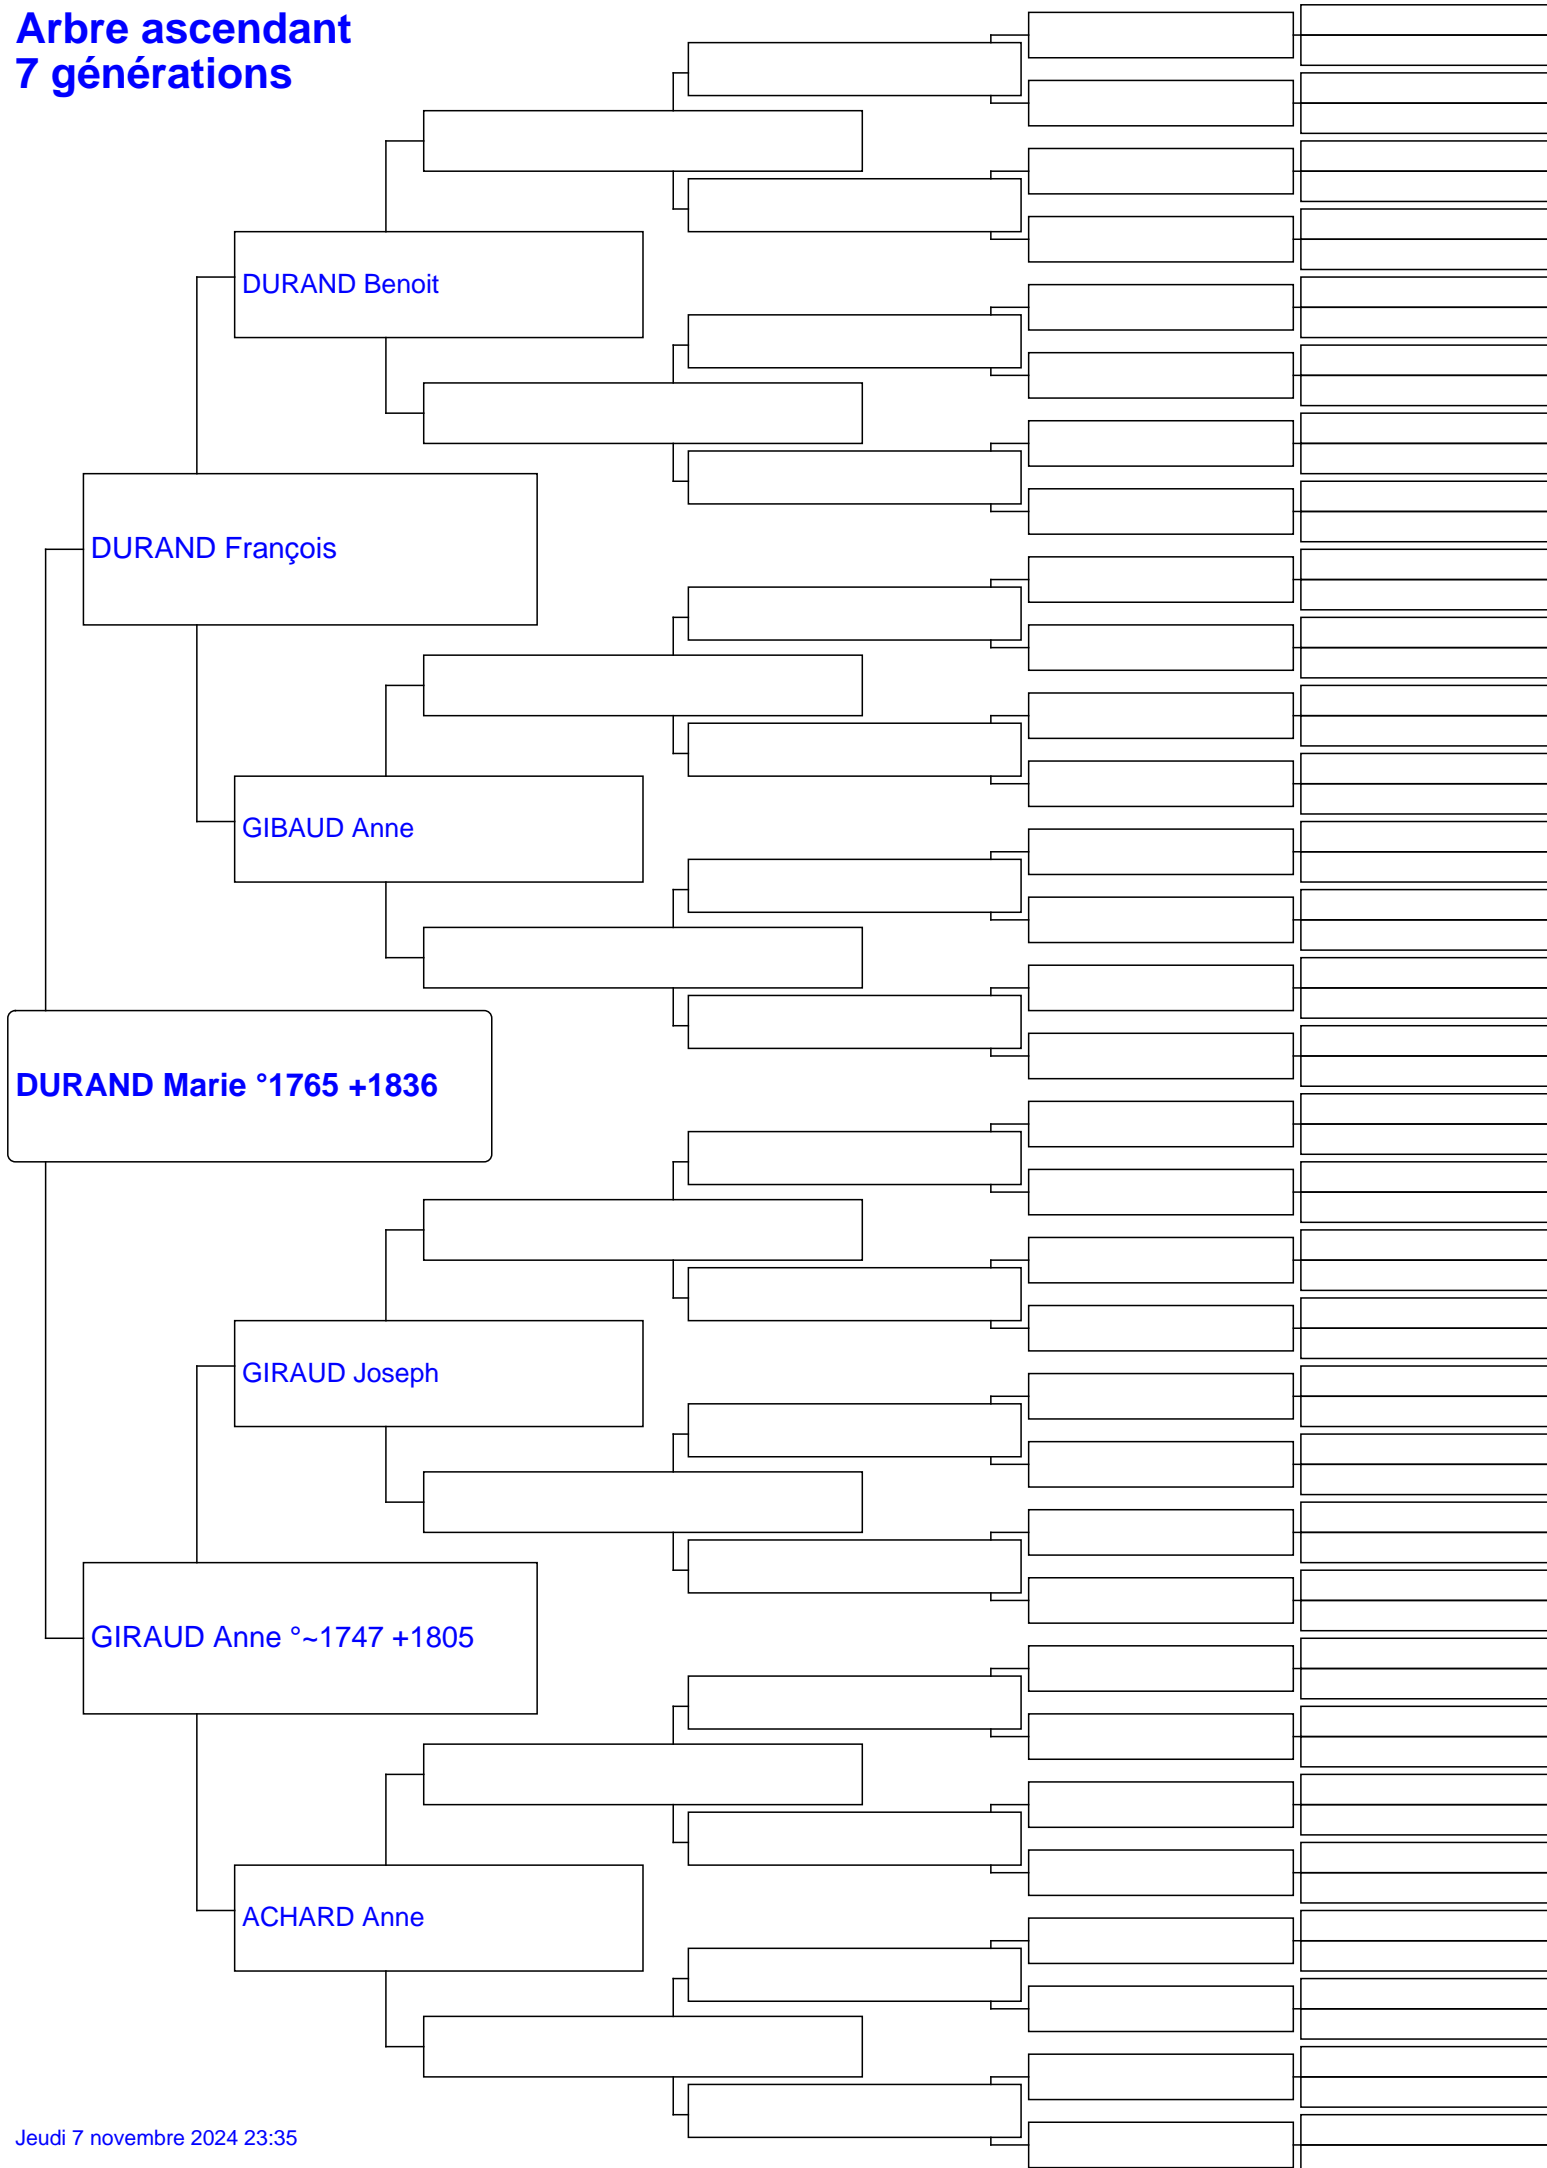 Arbre ascendant
7 générations
DURAND Benoit
DURAND François
GIBAUD Anne
DURAND Marie °1765 +1836
GIRAUD Joseph
GIRAUD Anne °~1747 +1805
ACHARD Anne
Jeudi 7 novembre 2024 23:35